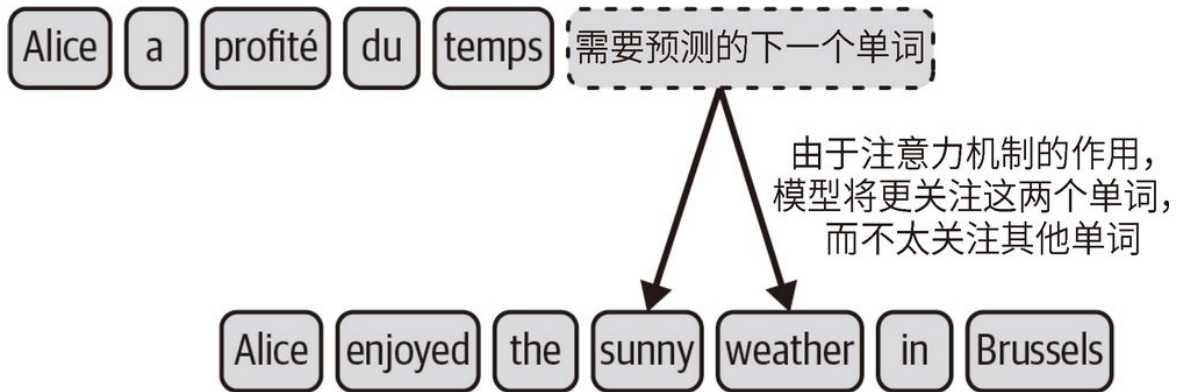 Alice a profité du temps 需要预测的下一个单词
由于注意力机制的作用，
模型将更关注这两个单词，
而不太关注其他单词
Alice enjoyed the sunny weather in Brussels